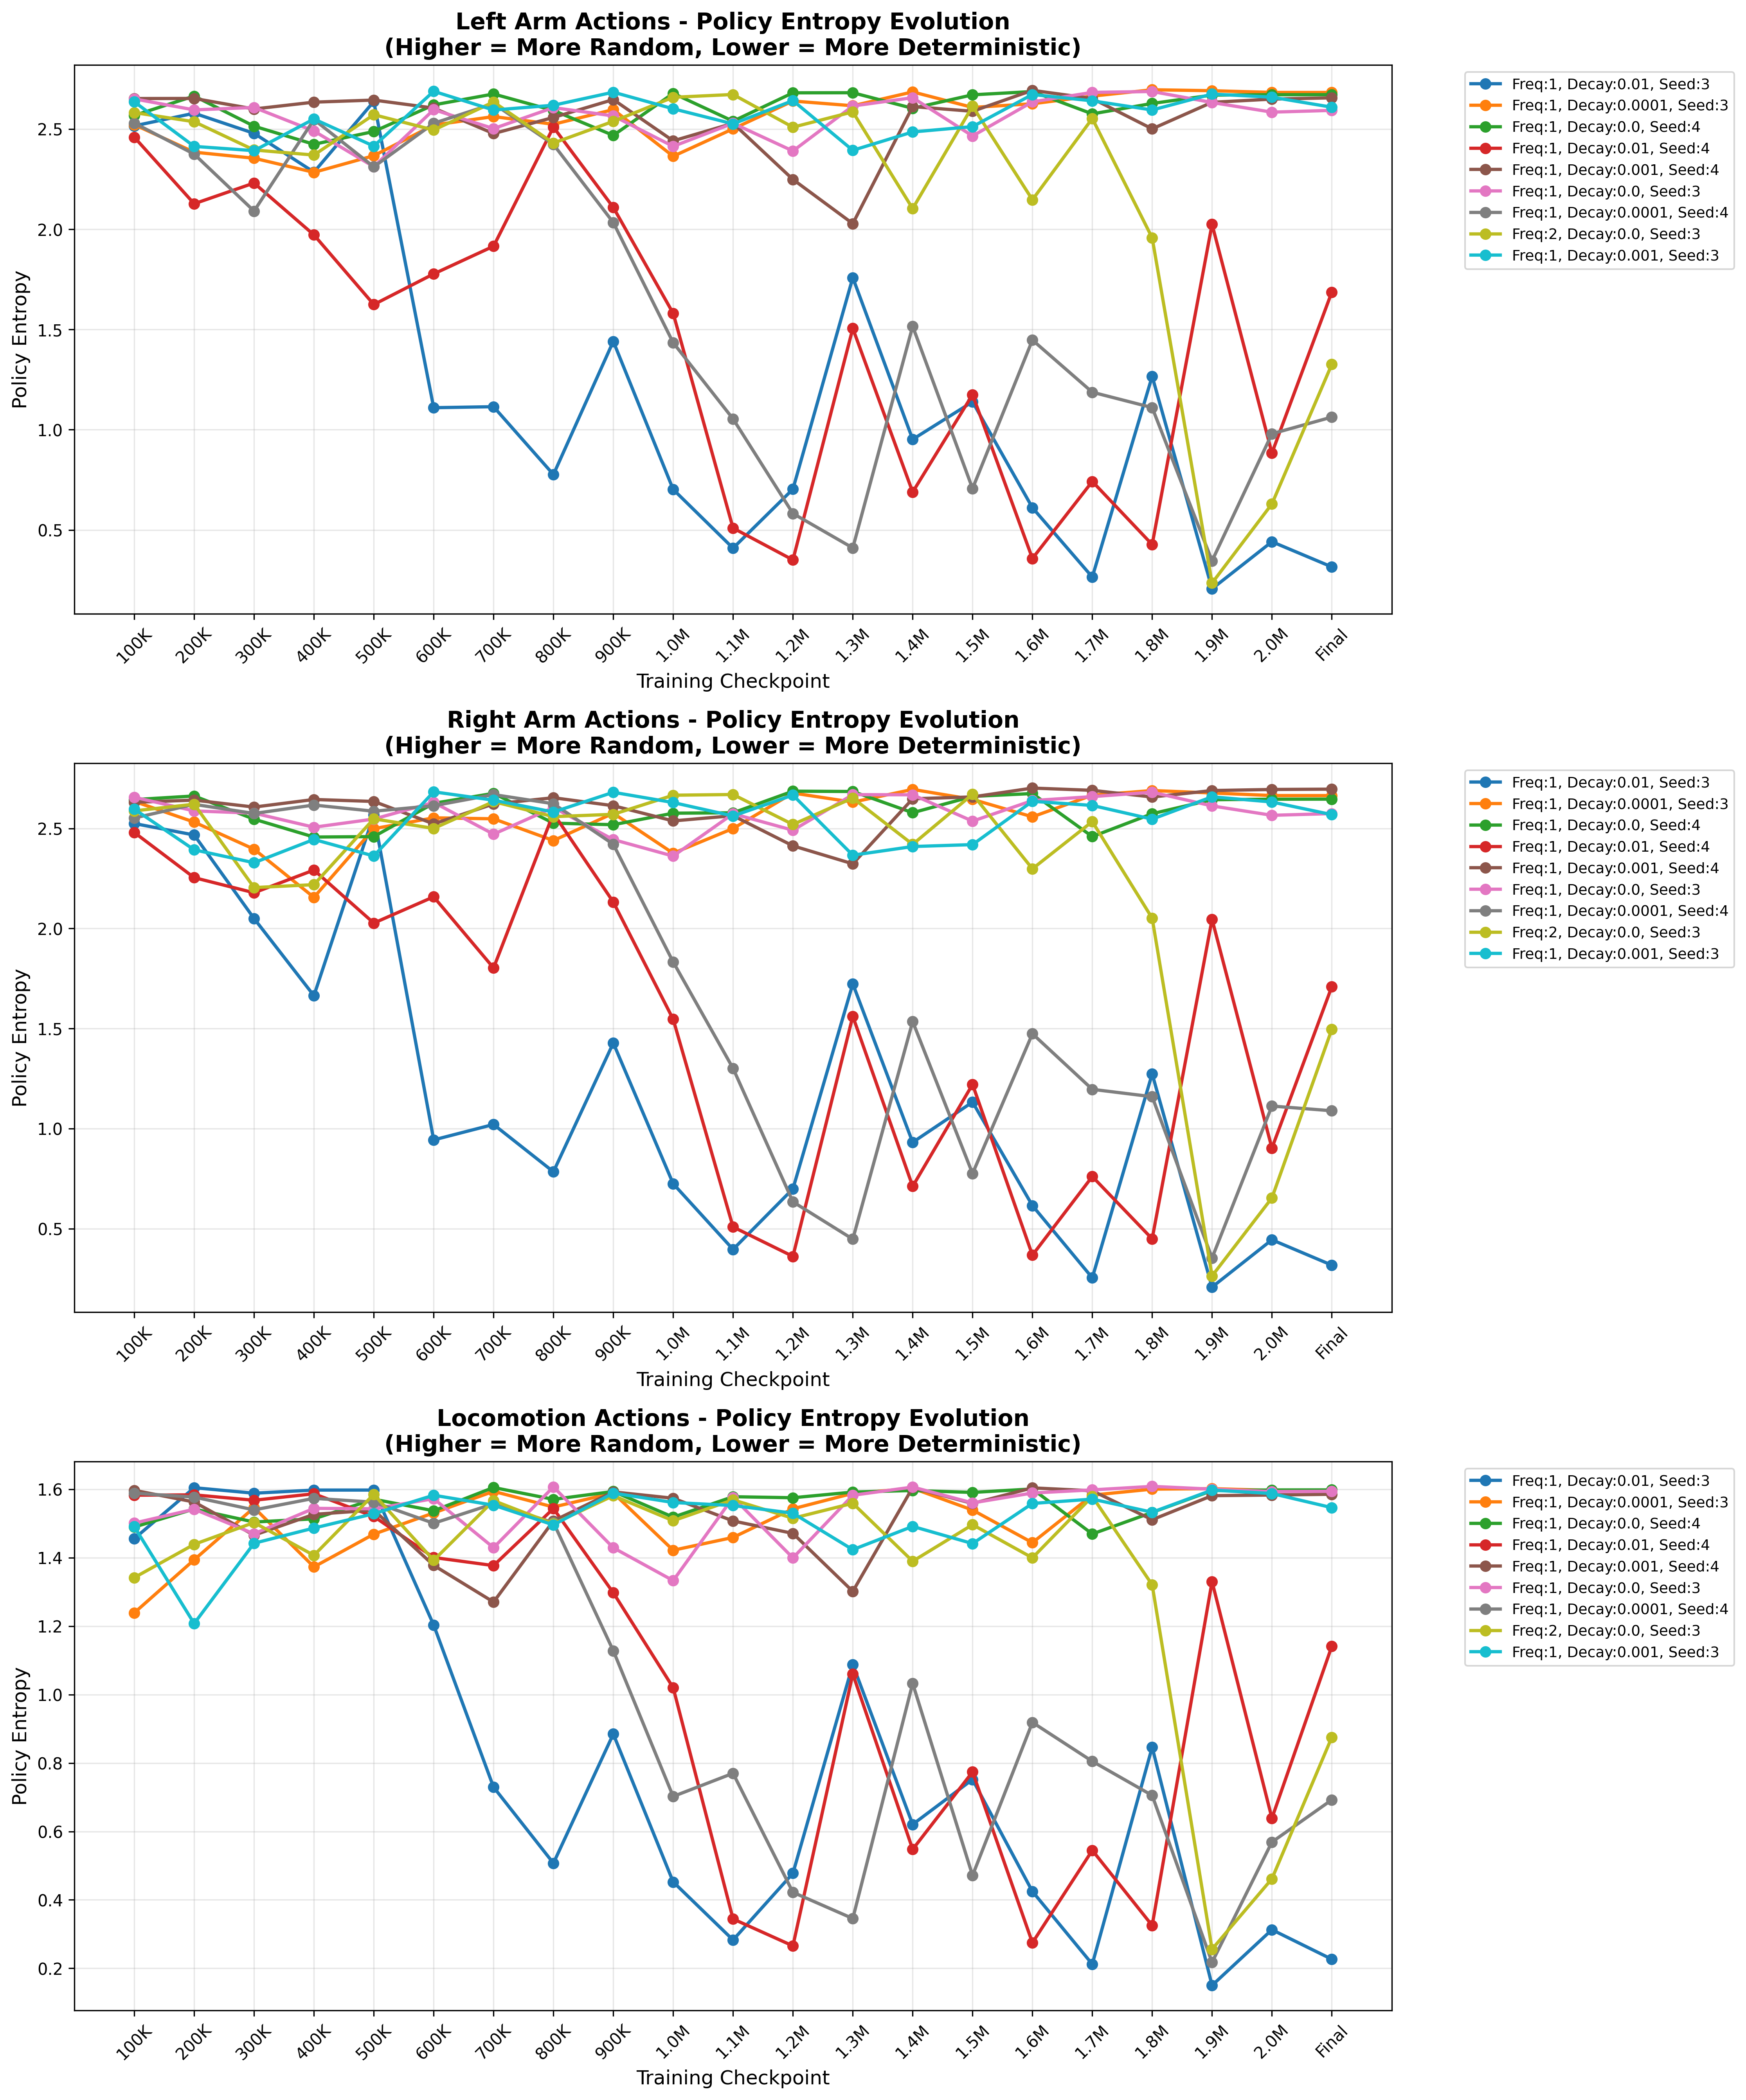 Left Arm Actions - Policy Entropy Evolution
(Higher = More Random, Lower = More Deterministic)
Policy Entropy
2.5
2.0
1.5
1.0
0.5
100K 200K 300K 400K 500K 600K 700K 800K 900K 1.0M 1.1M 1.2M 1.3M 1.4M 1.5M 1.6M 1.7M 1.8M 1.9M 2.0M Final
Training Checkpoint
Freq:1, Decay:0.01, Seed:3
Freq:1, Decay:0.0001, Seed:3
Freq:1, Decay:0.0, Seed:4
Freq:1, Decay:0.01, Seed:4
Freq:1, Decay:0.001, Seed:4
Freq:1, Decay:0.0, Seed:3
Freq:1, Decay:0.0001, Seed:4
Freq:2, Decay:0.0, Seed:3
Freq:1, Decay:0.001, Seed:3
Right Arm Actions - Policy Entropy Evolution
(Higher = More Random, Lower = More Deterministic)
Policy Entropy
2.5
2.0
1.5
1.0
0.5
100K 200K 300K 400K 500K 600K 700K 800K 900K 1.0M 1.1M 1.2M 1.3M 1.4M 1.5M 1.6M 1.7M 1.8M 1.9M 2.0M Final
Training Checkpoint
Freq:1, Decay:0.01, Seed:3
Freq:1, Decay:0.0001, Seed:3
Freq:1, Decay:0.0, Seed:4
Freq:1, Decay:0.01, Seed:4
Freq:1, Decay:0.001, Seed:4
Freq:1, Decay:0.0, Seed:3
Freq:1, Decay:0.0001, Seed:4
Freq:2, Decay:0.0, Seed:3
Freq:1, Decay:0.001, Seed:3
Locomotion Actions - Policy Entropy Evolution
(Higher = More Random, Lower = More Deterministic)
Policy Entropy
1.6
1.4
1.2
1.0
0.8
0.6
0.4
0.2
100K 200K 300K 400K 500K 600K 700K 800K 900K 1.0M 1.1M 1.2M 1.3M 1.4M 1.5M 1.6M 1.7M 1.8M 1.9M 2.0M Final
Training Checkpoint
Freq:1, Decay:0.01, Seed:3
Freq:1, Decay:0.0001, Seed:3
Freq:1, Decay:0.0, Seed:4
Freq:1, Decay:0.01, Seed:4
Freq:1, Decay:0.001, Seed:4
Freq:1, Decay:0.0, Seed:3
Freq:1, Decay:0.0001, Seed:4
Freq:2, Decay:0.0, Seed:3
Freq:1, Decay:0.001, Seed:3